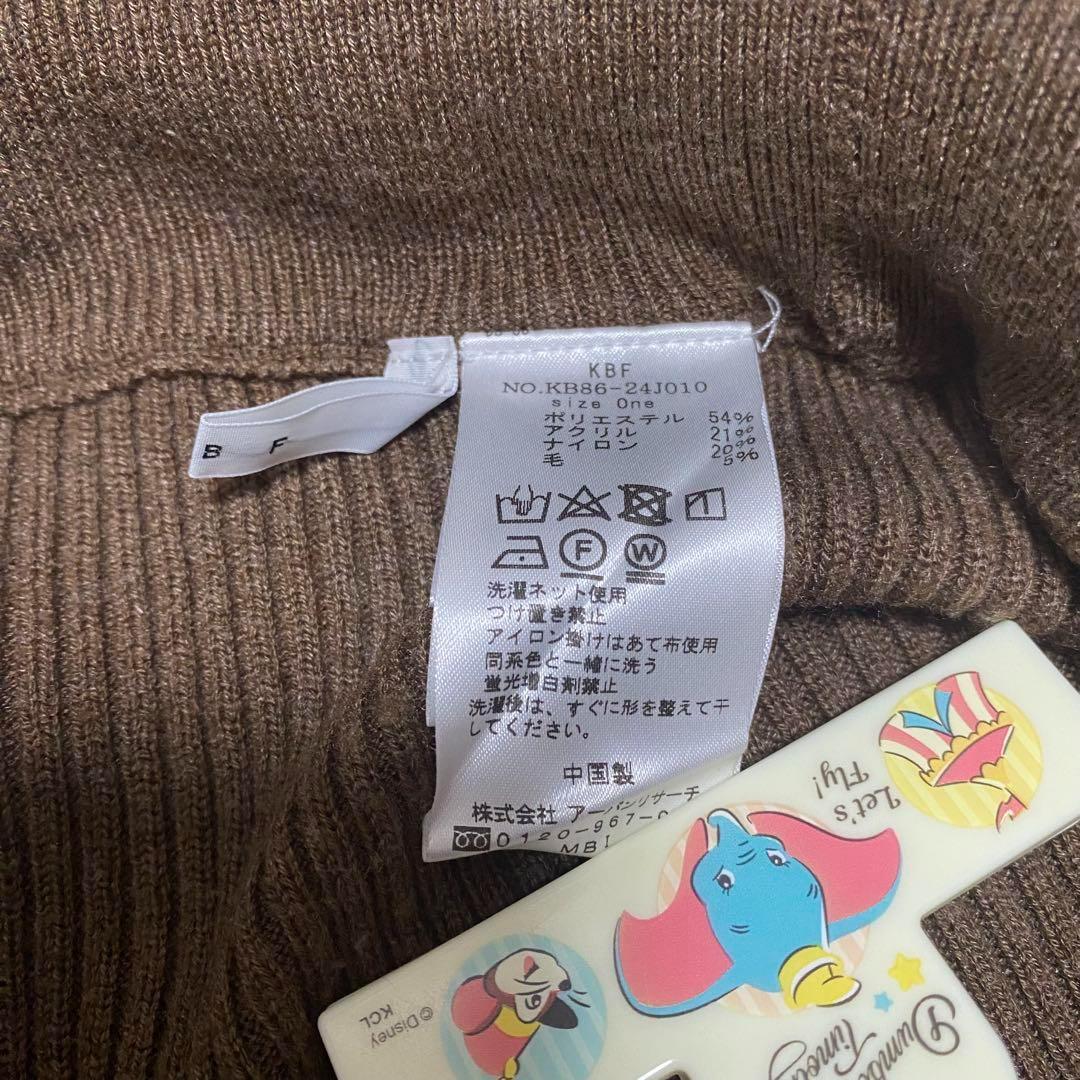 KBF
NO.KB86-24J010
size One
ポリエステル 54%
アクリル 21%
ナイロン 20%
毛 5%
F W
洗濯ネット使用
つけ置き禁止
アイロン掛けはあて布使用
同系色と一緒に洗う
蛍光増白剤禁止
洗濯後は、すぐに形を整えて干
してください。
中国製
株式会社 アーバンリサーチ
0120-967-
B F
Let's
Fly!
©Disney
KCL